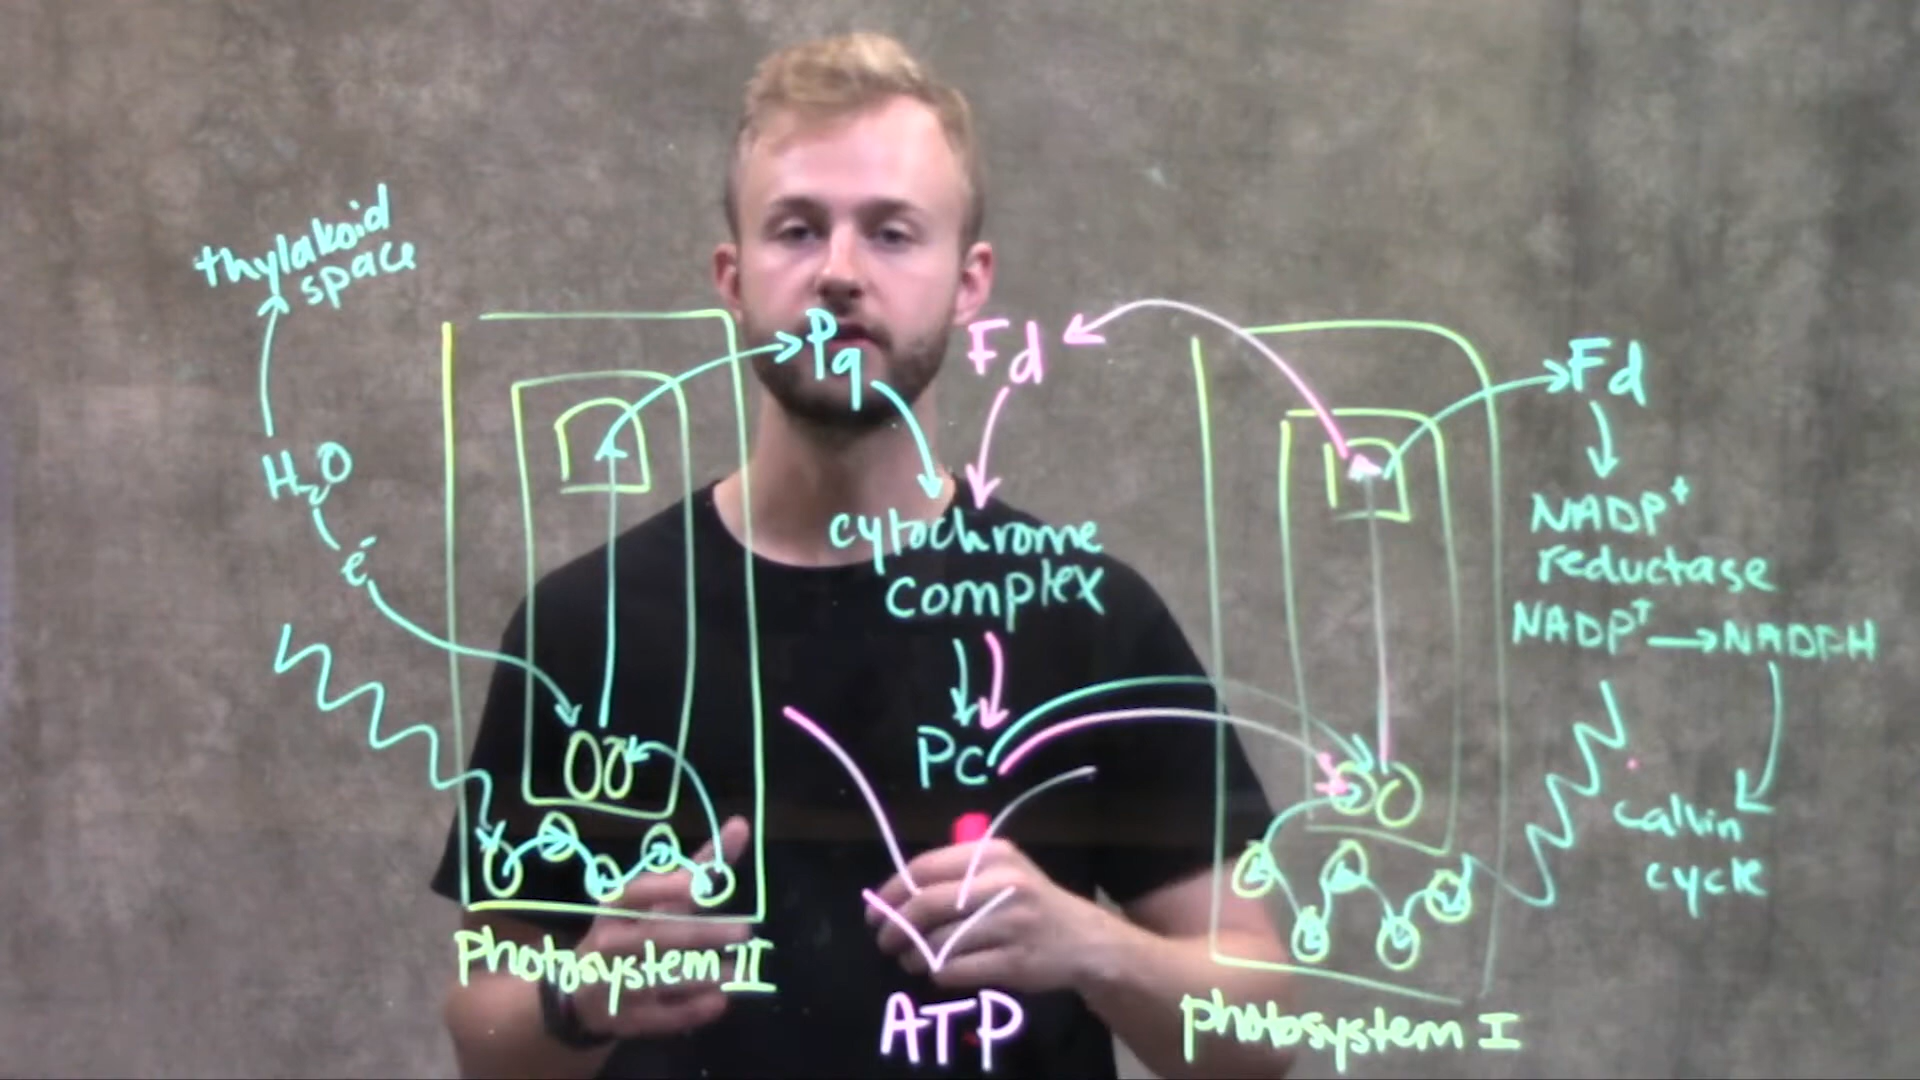 thylakoid
space
H2O
e-
Photosystem II
Pq
Fd
cytochrome
complex
PC
ATP
Fd
NADP+
reductase
NADP+ → NADPH
calvin
cycle
Photosystem I